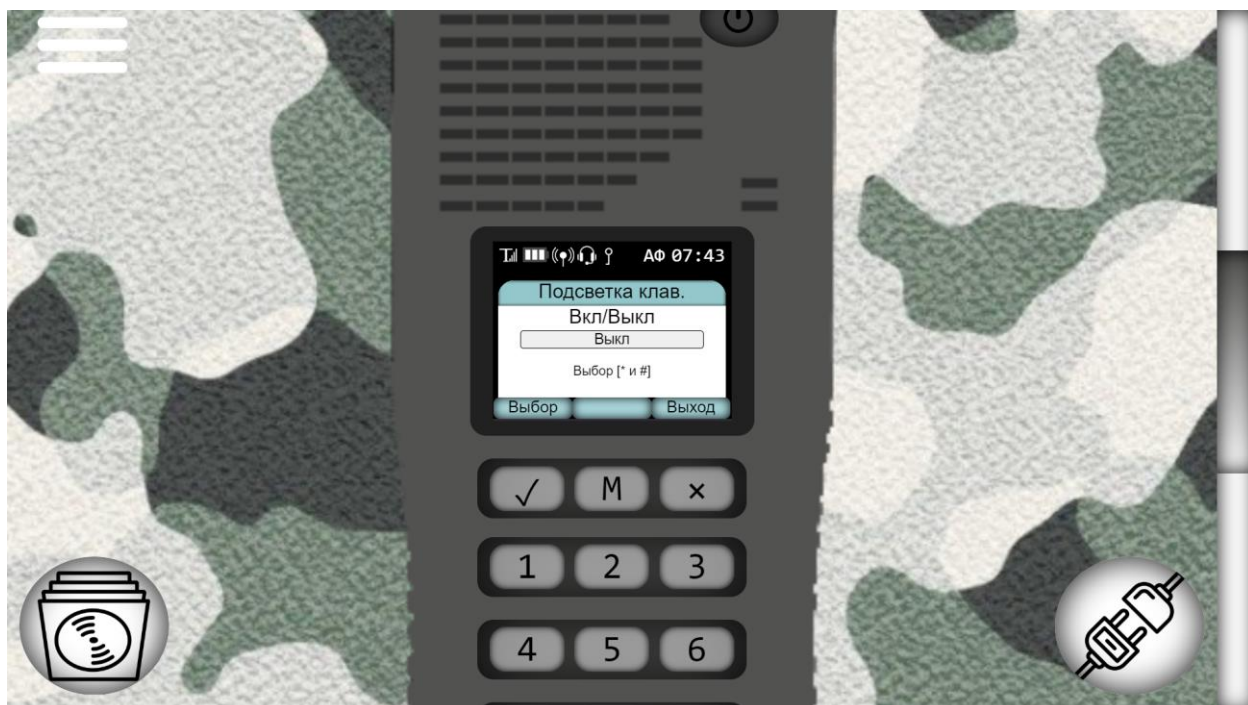 АФ 07:43
Подсветка клав.
Вкл/Выкл
Выкл
Выбор [* и #]
Выбор Выход
✓ M ×
1 2 3
4 5 6